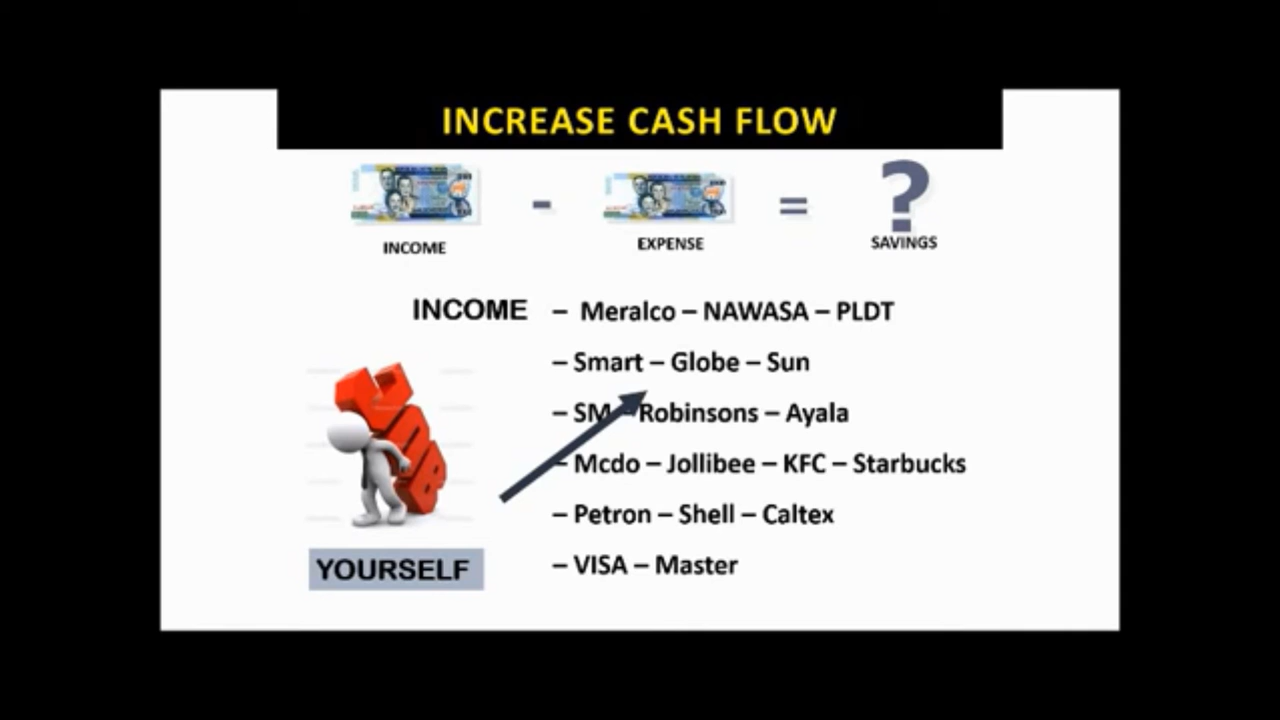 INCREASE CASH FLOW
- =  ?
INCOME EXPENSE SAVINGS
INCOME – Meralco – NAWASA – PLDT
– Smart – Globe – Sun
– SM – Robinsons – Ayala
– Mcdo – Jollibee – KFC – Starbucks
– Petron – Shell – Caltex
– VISA – Master
YOURSELF